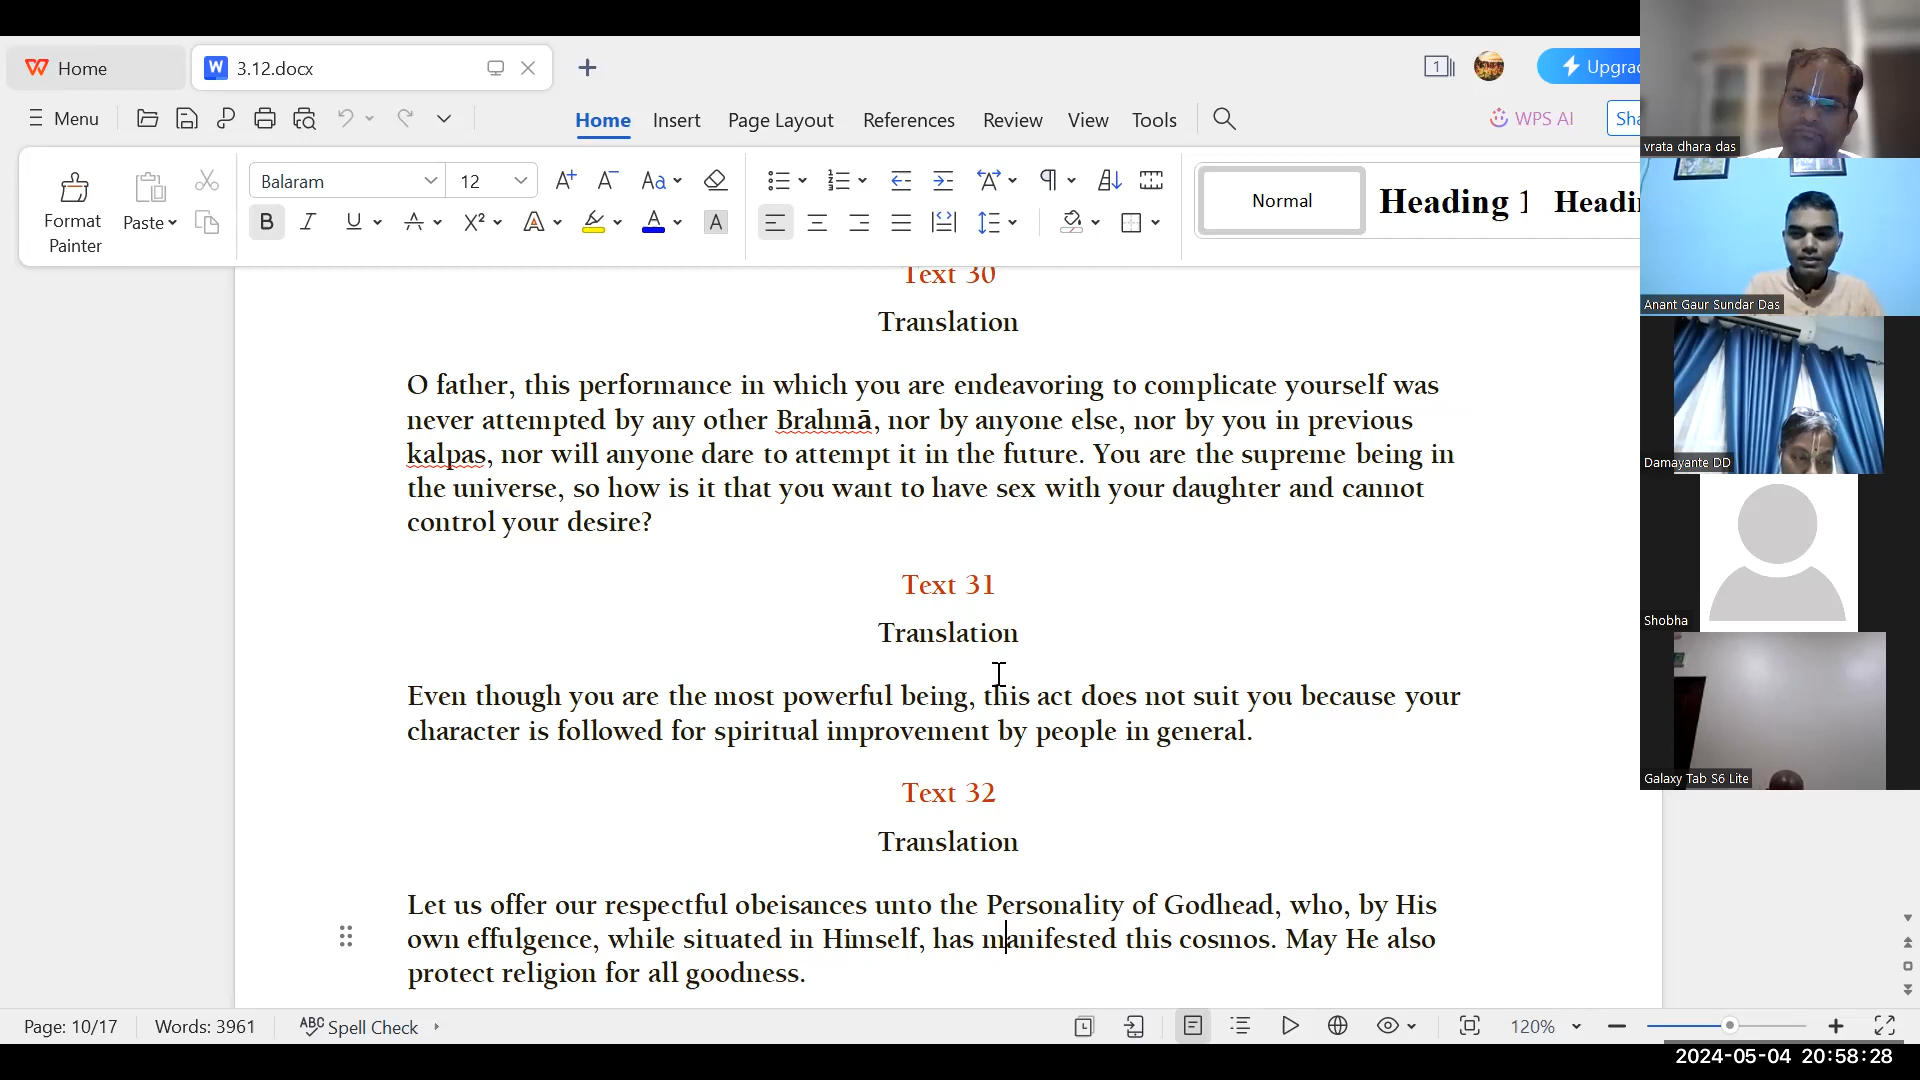 Home
3.12.docx
1
Upgrad
Menu
Home Insert Page Layout References Review View Tools
WPS AI
Sha
Format
Painter
Paste
Balaram
12
Normal
Heading 1
Headin
Text 30
Translation
O father, this performance in which you are endeavoring to complicate yourself was
never attempted by any other Brahmā, nor by anyone else, nor by you in previous
kalpas, nor will anyone dare to attempt it in the future. You are the supreme being in
the universe, so how is it that you want to have sex with your daughter and cannot
control your desire?
Text 31
Translation
Even though you are the most powerful being, this act does not suit you because your
character is followed for spiritual improvement by people in general.
Text 32
Translation
Let us offer our respectful obeisances unto the Personality of Godhead, who, by His
own effulgence, while situated in Himself, has manifested this cosmos. May He also
protect religion for all goodness.
vrata dhara das
Anant Gaur Sundar Das
Damayante DD
Shobha
Galaxy Tab S6 Lite
Page: 10/17 Words: 3961 Spell Check
120%
2024-05-04 20:58:28